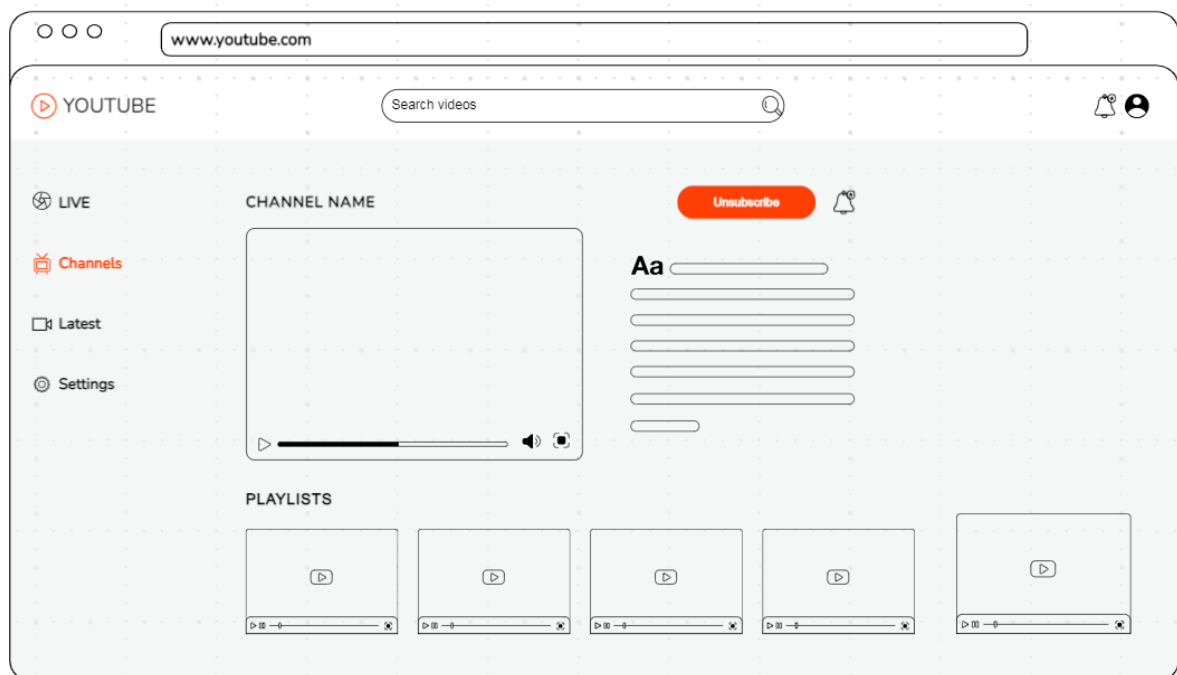 www.youtube.com
YOUTUBE
Search videos
LIVE
Channels
Latest
Settings
CHANNEL NAME
Unsubscribe
Aa
PLAYLISTS